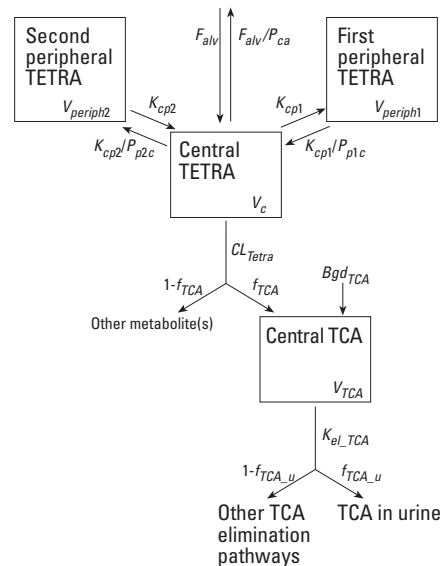 Second
peripheral
TETRA
V_periph2
F_alv
F_alv/P_ca
First
peripheral
TETRA
V_periph1
K_cp2
K_cp1
K_cp2/P_p2c
K_cp1/P_p1c
Central
TETRA
V_c
CL_Tetra
1-f_TCA
f_TCA
Bgd_TCA
Other metabolite(s)
Central TCA
V_TCA
K_el_TCA
1-f_TCA_u
f_TCA_u
Other TCA
elimination
pathways
TCA in urine